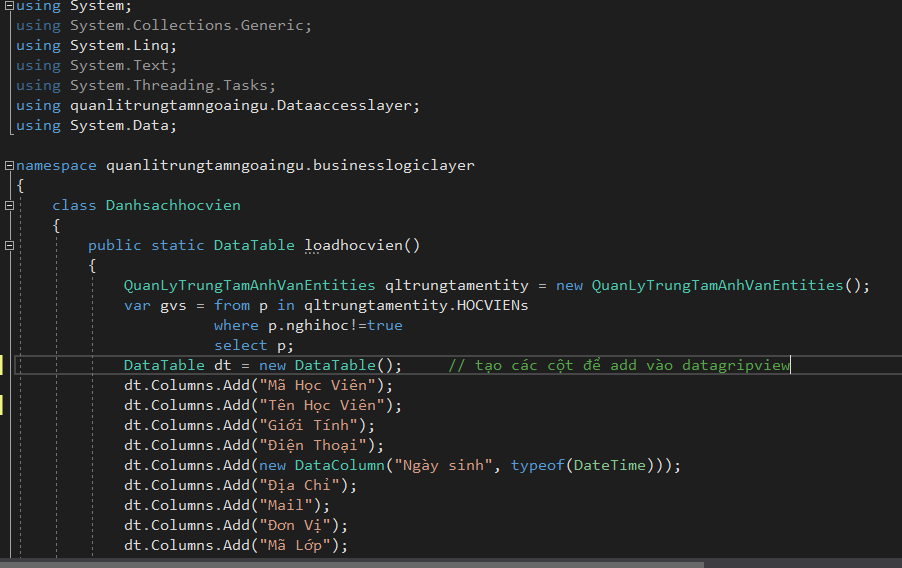 using System;
using System.Collections.Generic;
using System.Linq;
using System.Text;
using System.Threading.Tasks;
using quanlitrungtamngoaingu.Dataaccesslayer;
using System.Data;
namespace quanlitrungtamngoaingu.businesslogiclayer
{
class Danhsachhocvien
{
public static DataTable loadhocvien()
{
QuanLyTrungTamAnhVanEntities qltrungtamentity = new QuanLyTrungTamAnhVanEntities();
var gvs = from p in qltrungtamentity.HOCVIENs
where p.nghihoc!=true
select p;
DataTable dt = new DataTable(); // tạo các cột để add vào datagripview
dt.Columns.Add("Mã Học Viên");
dt.Columns.Add("Tên Học Viên");
dt.Columns.Add("Giới Tính");
dt.Columns.Add("Điện Thoại");
dt.Columns.Add(new DataColumn("Ngày sinh", typeof(DateTime)));
dt.Columns.Add("Địa Chỉ");
dt.Columns.Add("Mail");
dt.Columns.Add("Đơn Vị");
dt.Columns.Add("Mã Lớp");